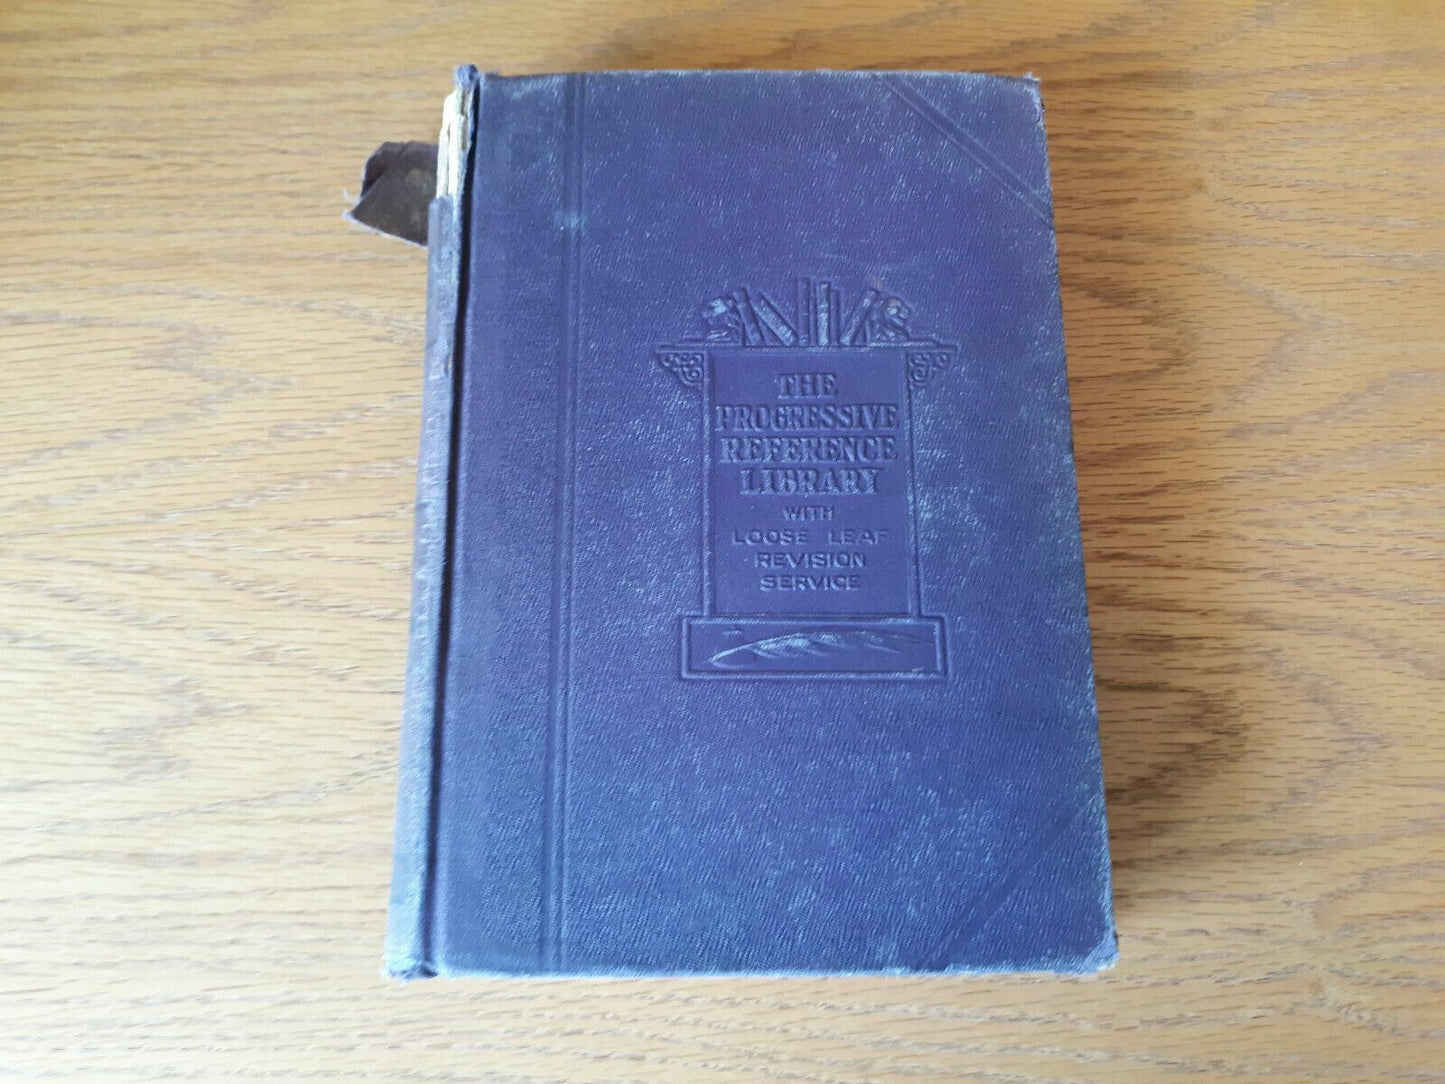 THE
PROGRESSIVE
REFERENCE
LIBRARY
WITH
LOOSE LEAF
REVISION
SERVICE